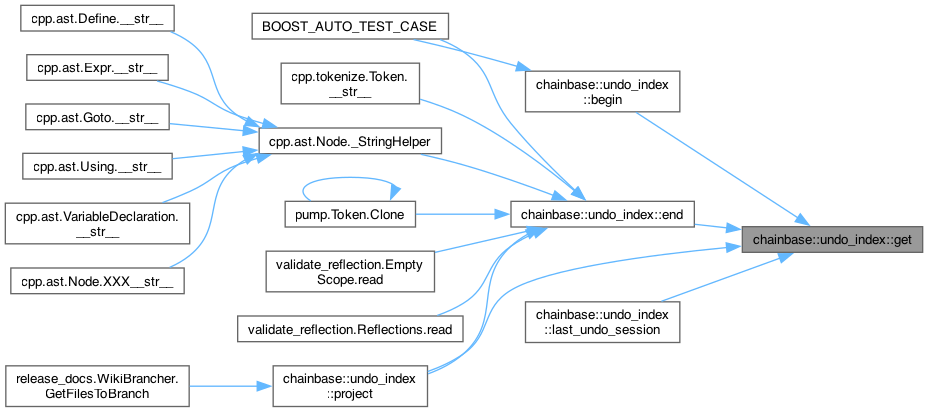 cpp.ast.Define.__str__
cpp.ast.Expr.__str__
cpp.ast.Goto.__str__
cpp.ast.Using.__str__
cpp.ast.VariableDeclaration.
__str__
cpp.ast.Node.XXX__str__
release_docs.WikiBrancher.
GetFilesToBranch
BOOST_AUTO_TEST_CASE
cpp.tokenize.Token.
__str__
cpp.ast.Node._StringHelper
pump.Token.Clone
validate_reflection.Empty
Scope.read
validate_reflection.Reflections.read
chainbase::undo_index
::project
chainbase::undo_index
::begin
chainbase::undo_index::end
chainbase::undo_index
::last_undo_session
chainbase::undo_index::get